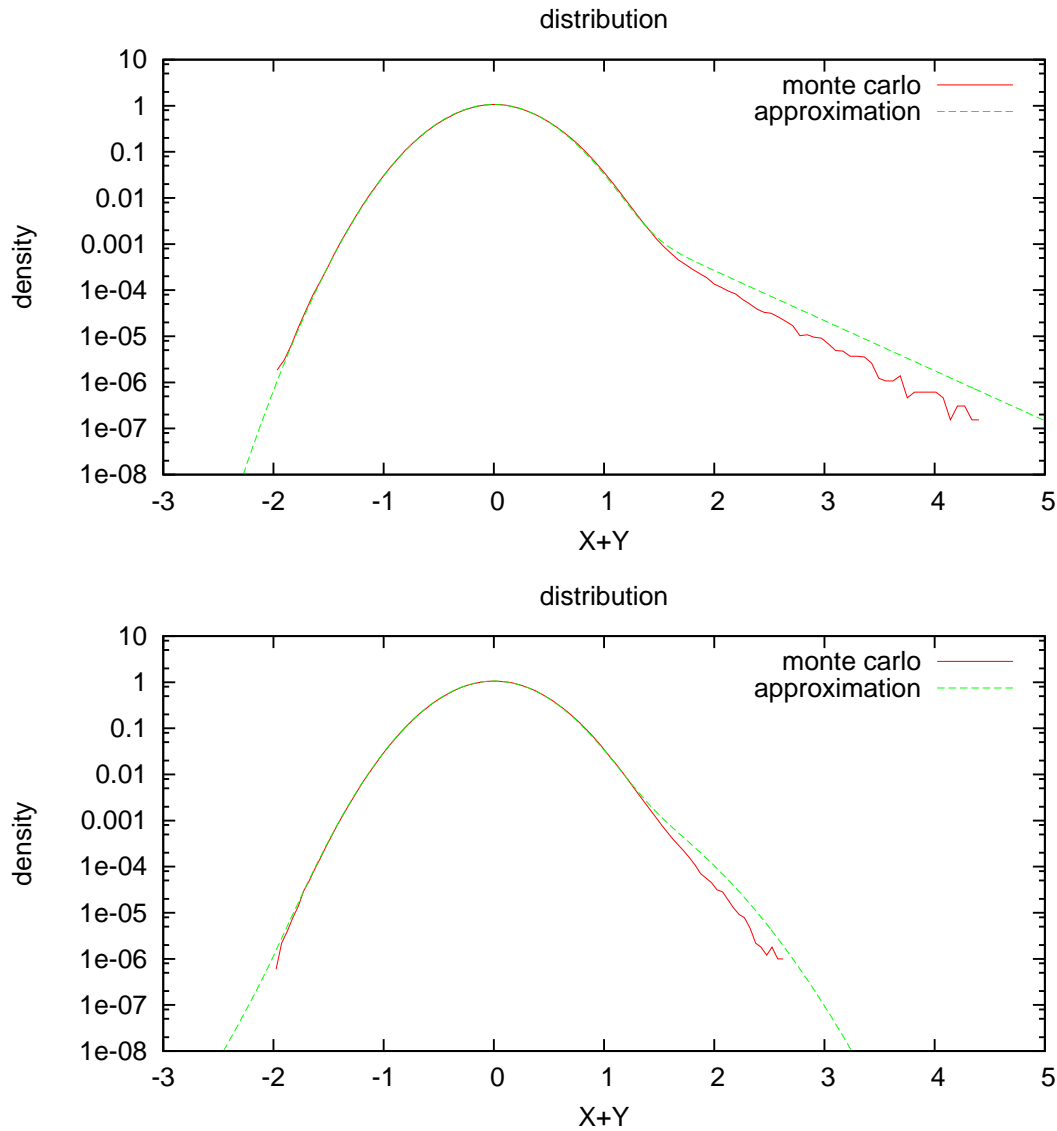 distribution
10
1
0.1
0.01
0.001
1e-04
1e-05
1e-06
1e-07
1e-08
density
monte carlo
approximation
-3 -2 -1 0 1 2 3 4 5
X+Y
distribution
10
1
0.1
0.01
0.001
1e-04
1e-05
1e-06
1e-07
1e-08
density
monte carlo
approximation
-3 -2 -1 0 1 2 3 4 5
X+Y